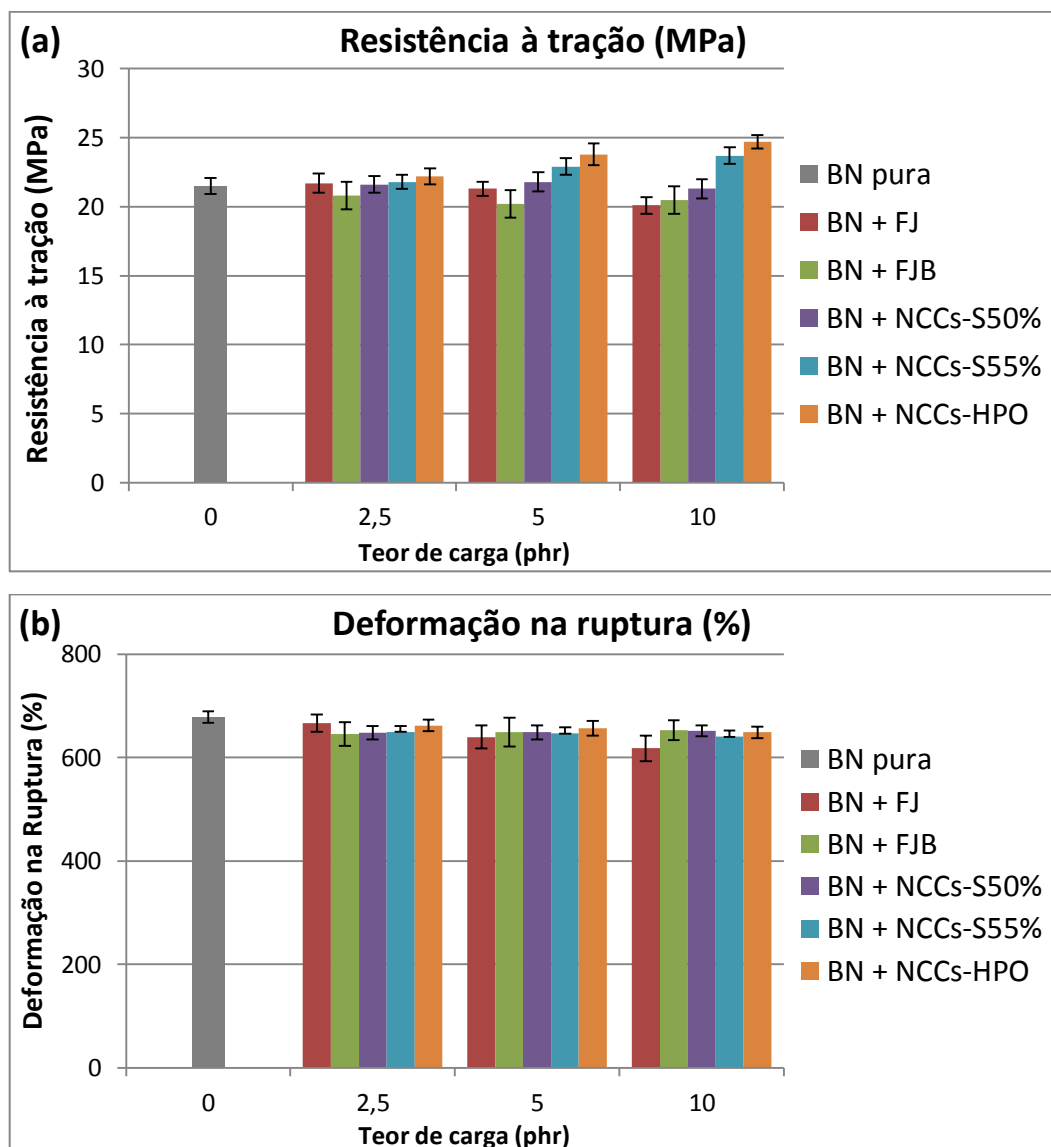 (a)
Resistência à tração (MPa)
Resistência à tração (MPa)
30
25
20
15
10
5
0
0
2,5
5
10
Teor de carga (phr)
BN pura
BN + FJ
BN + FJB
BN + NCCs-S50%
BN + NCCs-S55%
BN + NCCs-HPO
(b)
Deformação na ruptura (%)
Deformação na Ruptura (%)
800
600
400
200
0
0
2,5
5
10
Teor de carga (phr)
BN pura
BN + FJ
BN + FJB
BN + NCCs-S50%
BN + NCCs-S55%
BN + NCCs-HPO